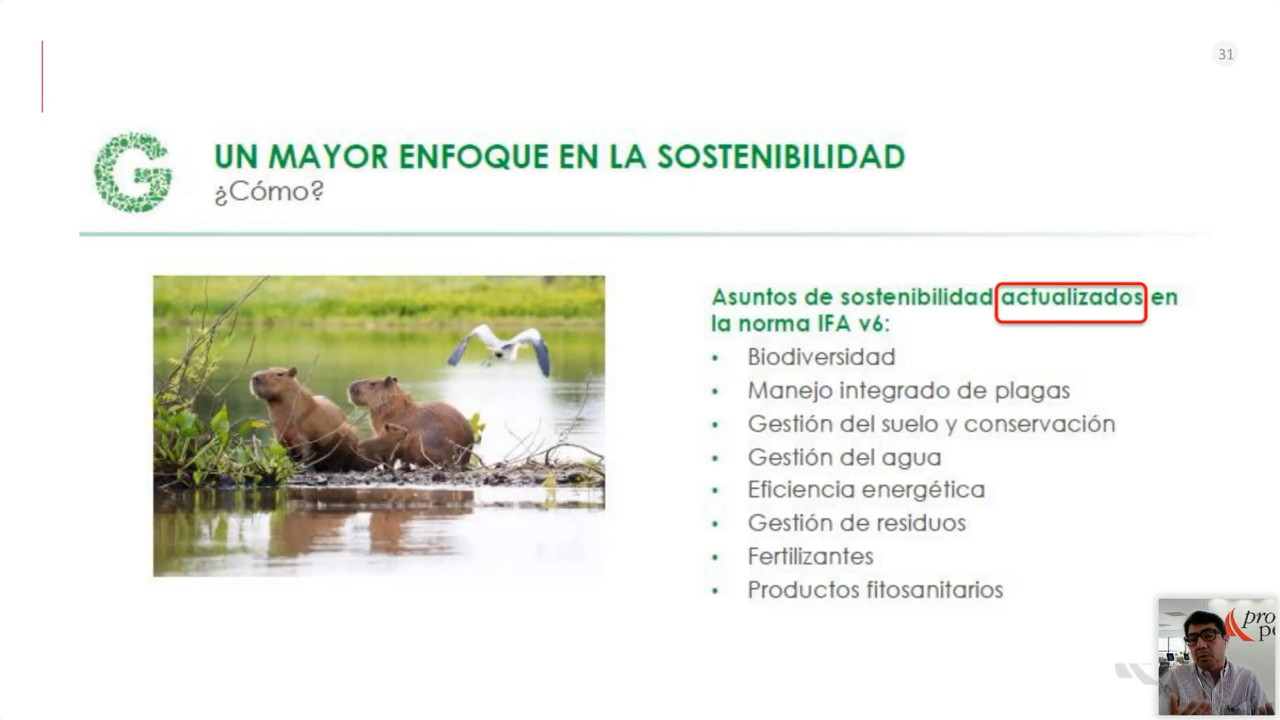 31
UN MAYOR ENFOQUE EN LA SOSTENIBILIDAD
¿Cómo?
Asuntos de sostenibilidad actualizados en
la norma IFA v6:
• Biodiversidad
• Manejo integrado de plagas
• Gestión del suelo y conservación
• Gestión del agua
• Eficiencia energética
• Gestión de residuos
• Fertilizantes
• Productos fitosanitarios
pro